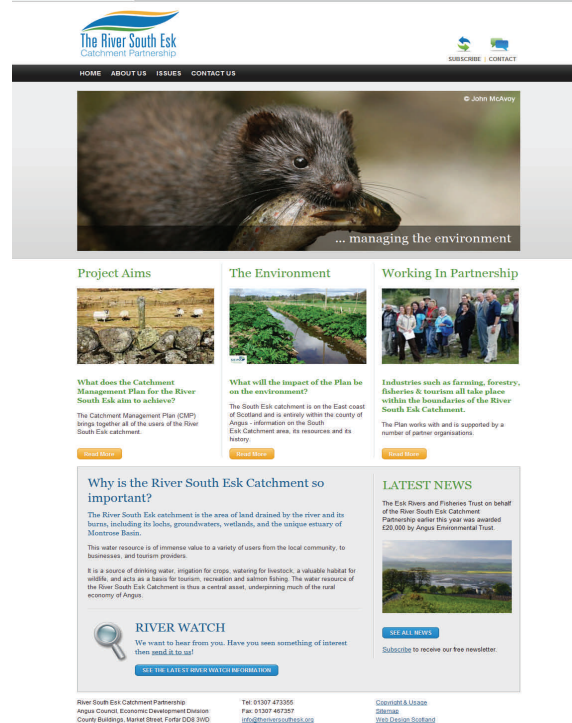 The River South Esk
Catchment Partnership
SUBSCRIBE | CONTACT
HOME ABOUT US ISSUES CONTACT US
© John McAvoy
... managing the environment
Project Aims
What does the Catchment
Management Plan for the River
South Esk aim to achieve?
The Catchment Management Plan (CMP)
brings together all of the users of the River
South Esk catchment.
Read More
The Environment
What will the impact of the Plan be
on the environment?
The South Esk catchment is on the East coast
of Scotland and is entirely within the county of
Angus - information on the South
Esk Catchment area, its resources and its
history.
Read More
Working In Partnership
Industries such as farming, forestry,
fisheries & tourism all take place
within the boundaries of the River
South Esk Catchment.
The Plan works with and is supported by a
number of partner organisations.
Read More
Why is the River South Esk Catchment so
important?
The River South Esk catchment is the area of land drained by the river and its
burns, including its lochs, groundwaters, wetlands, and the unique estuary of
Montrose Basin.
This water resource is of immense value to a variety of users from the local community, to
businesses, and tourism providers.
It is a source of drinking water, irrigation for crops, watering for livestock, a valuable habitat for
wildlife, and acts as a basis for tourism, recreation and salmon fishing. The water resource of
the River South Esk Catchment is thus a central asset, underpinning much of the rural
economy of Angus.
RIVER WATCH
We want to hear from you. Have you seen something of interest
then send it to us!
SEE THE LATEST RIVER WATCH INFORMATION
LATEST NEWS
The Esk Rivers and Fisheries Trust on behalf
of the River South Esk Catchment
Partnership earlier this year was awarded
£20,000 by Angus Environmental Trust.
SEE ALL NEWS
Subscribe to receive our free newsletter.
River South Esk Catchment Partnership
Angus Council, Economic Development Division
County Buildings, Market Street, Forfar DD8 3WD
Tel: 01307 473355
Fax: 01307 467357
info@theriversouthesk.org
Copyright & Usage
Sitemap
Web Design Scotland